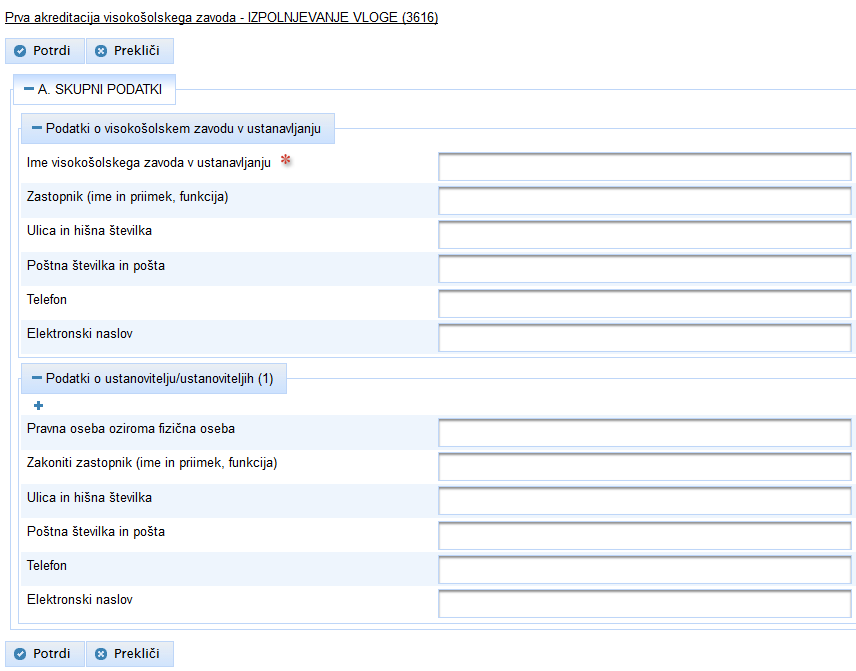 Prva akreditacija visokošolskega zavoda - IZPOLNJEVANJE VLOGE (3616)
Potrdi Prekliči
A. SKUPNI PODATKI
Podatki o visokošolskem zavodu v ustanavljanju
Ime visokošolskega zavoda v ustanavljanju *
Zastopnik (ime in priimek, funkcija)
Ulica in hišna številka
Poštna številka in pošta
Telefon
Elektronski naslov
Podatki o ustanovitelju/ustanoviteljih (1)
Pravna oseba oziroma fizična oseba
Zakoniti zastopnik (ime in priimek, funkcija)
Ulica in hišna številka
Poštna številka in pošta
Telefon
Elektronski naslov
Potrdi Prekliči